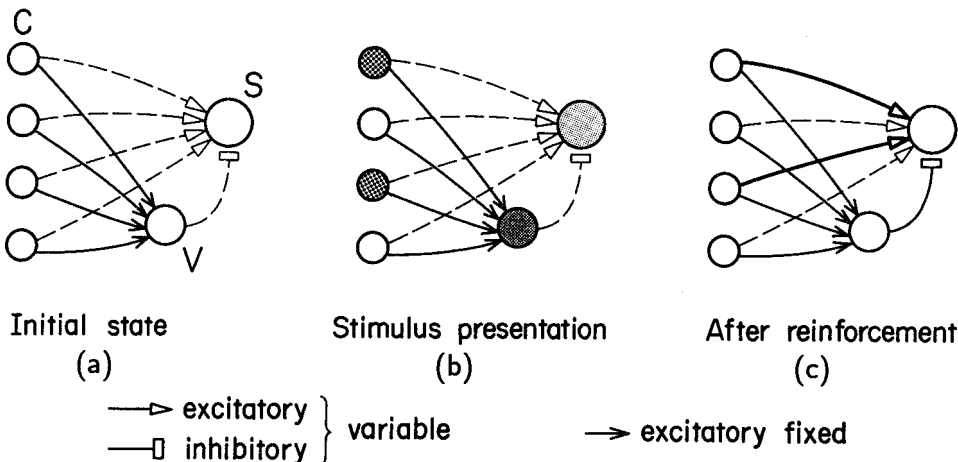 C
S
V
Initial state
(a)
Stimulus presentation
(b)
After reinforcement
(c)
excitatory
inhibitory
variable
excitatory fixed